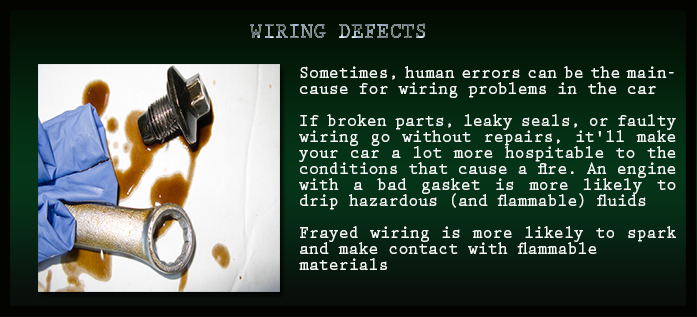 WIRING DEFECTS
Sometimes, human errors can be the main-
cause for wiring problems in the car
If broken parts, leaky seals, or faulty
wiring go without repairs, it'll make
your car a lot more hospitable to the
conditions that cause a fire. An engine
with a bad gasket is more likely to
drip hazardous (and flammable) fluids
Frayed wiring is more likely to spark
and make contact with flammable
materials